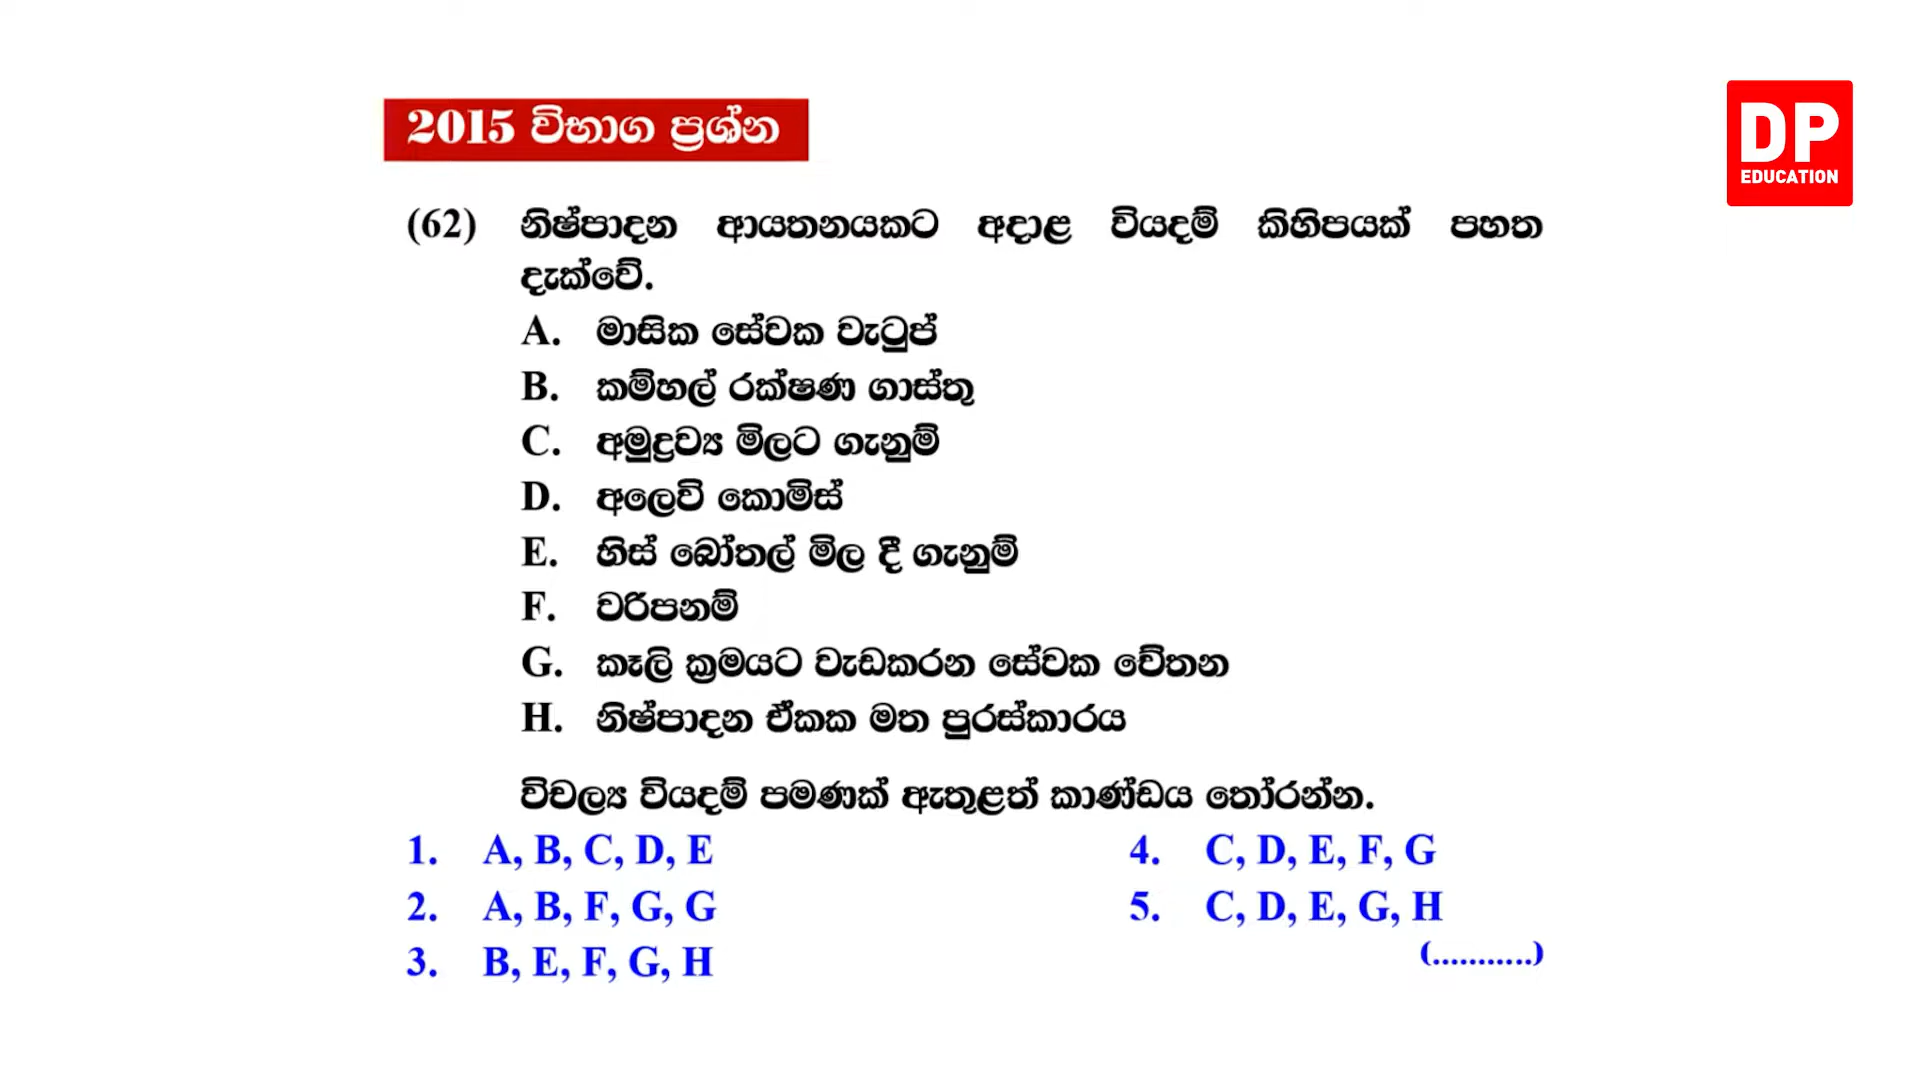 2015 විභාග ප්‍රශ්න
DP
EDUCATION
(62) නිෂ්පාදන ආයතනයකට අදාළ වියදම් කිහිපයක් පහත
දැක්වේ.
A. මාසික සේවක වැටුප්
B. කම්හල් රක්ෂණ ගාස්තු
C. අමුද්‍රව්‍ය මිලට ගැනුම්
D. අලෙවි කොමිස්
E. හිස් බෝතල් මිල දී ගැනුම්
F. වරිපනම්
G. කෑලි ක්‍රමයට වැඩකරන සේවක වේතන
H. නිෂ්පාදන ඒකක මත පුරස්කාරය
විචල්‍ය වියදම් පමණක් ඇතුළත් කාණ්ඩය තෝරන්න.
1. A, B, C, D, E
2. A, B, F, G, G
3. B, E, F, G, H
4. C, D, E, F, G
5. C, D, E, G, H
(...........)